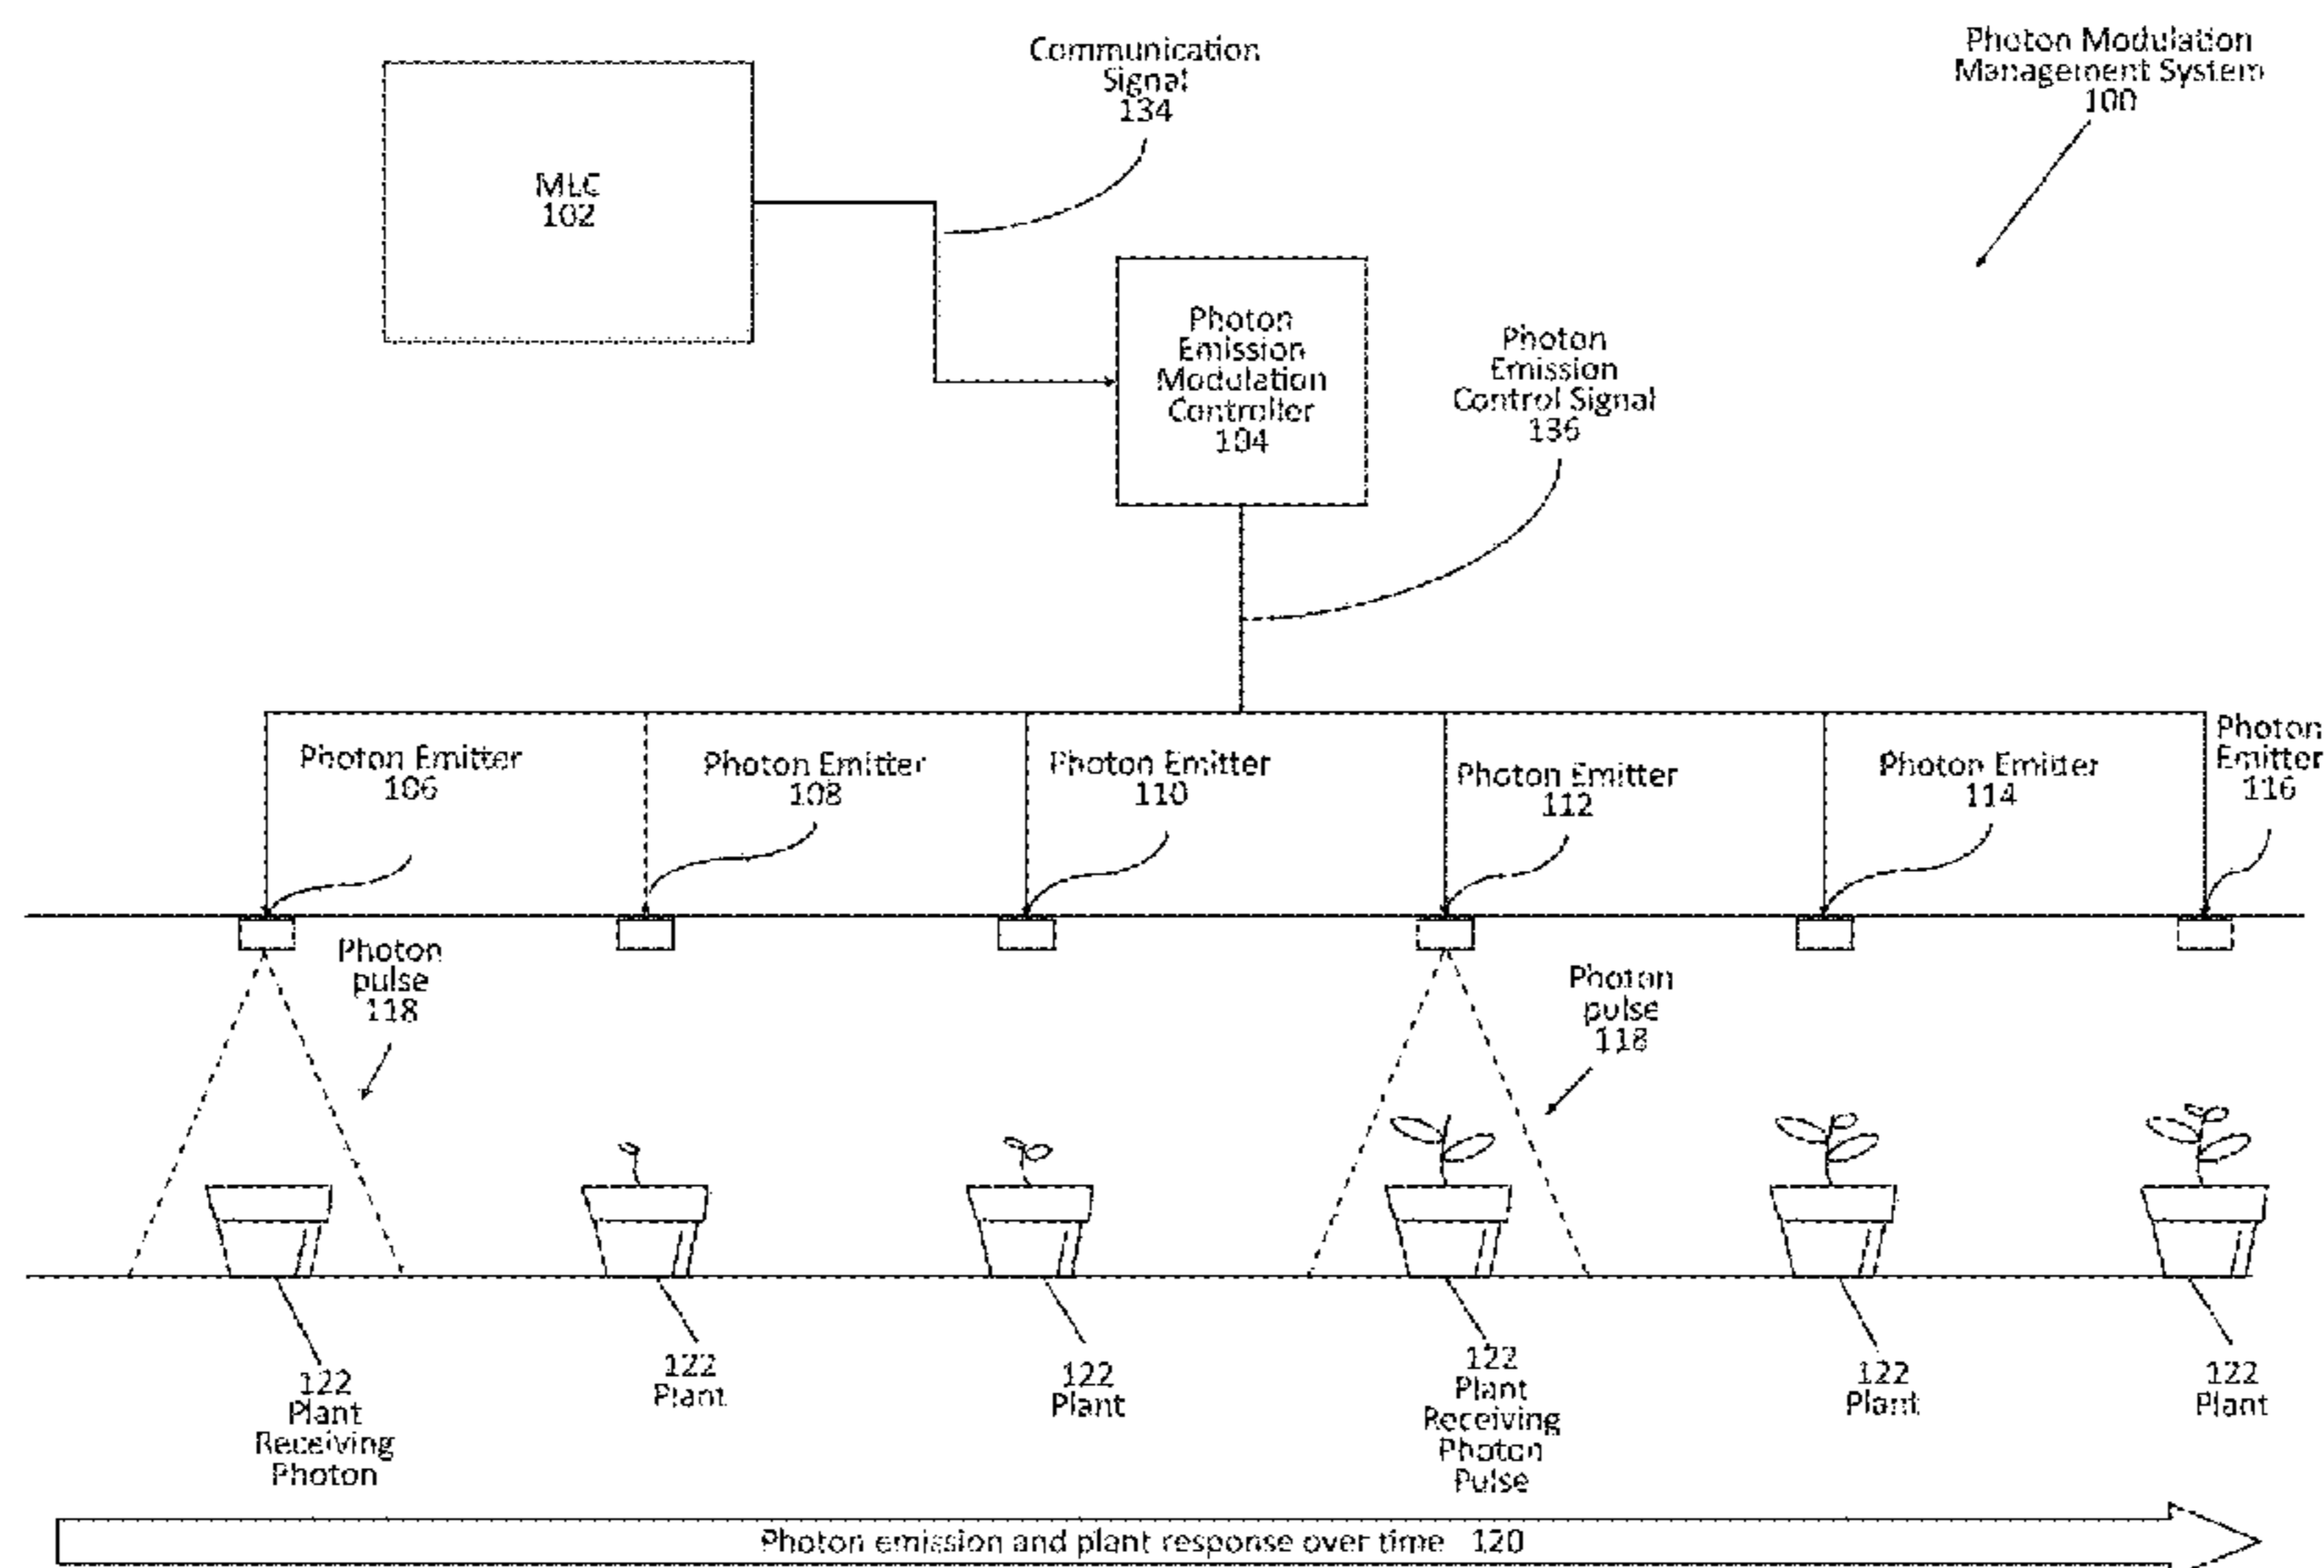 Communication
Signal
134
Photon Modulation
Management System
100
MLC
102
Photon
Emission
Modulation
Controller
104
Photon
Emission
Control Signal
136
Photon Emitter
106
Photon Emitter
108
Photon Emitter
110
Photon Emitter
112
Photon Emitter
114
Photon
Emitter
116
Photon
pulse
118
Photon
pulse
118
122
Plant
Receiving
Photon
122
Plant
122
Plant
122
Plant
Receiving
Photon
Pulse
122
Plant
122
Plant
Photon emission and plant response over time 120